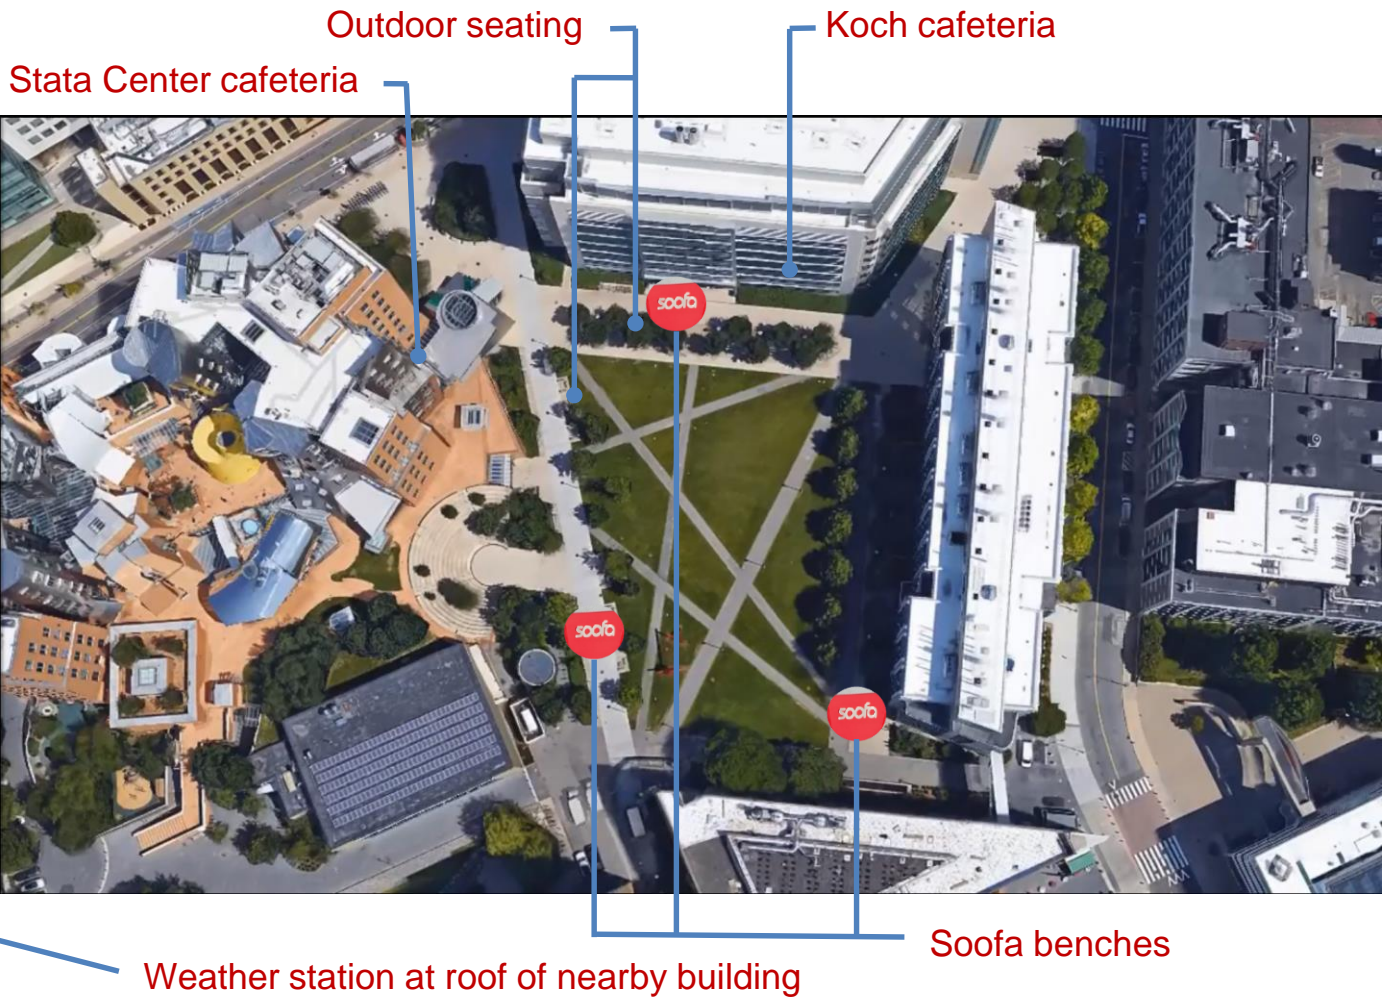 Outdoor seating
Koch cafeteria
Stata Center cafeteria
soofa
soofa
soofa
Soofa benches
Weather station at roof of nearby building